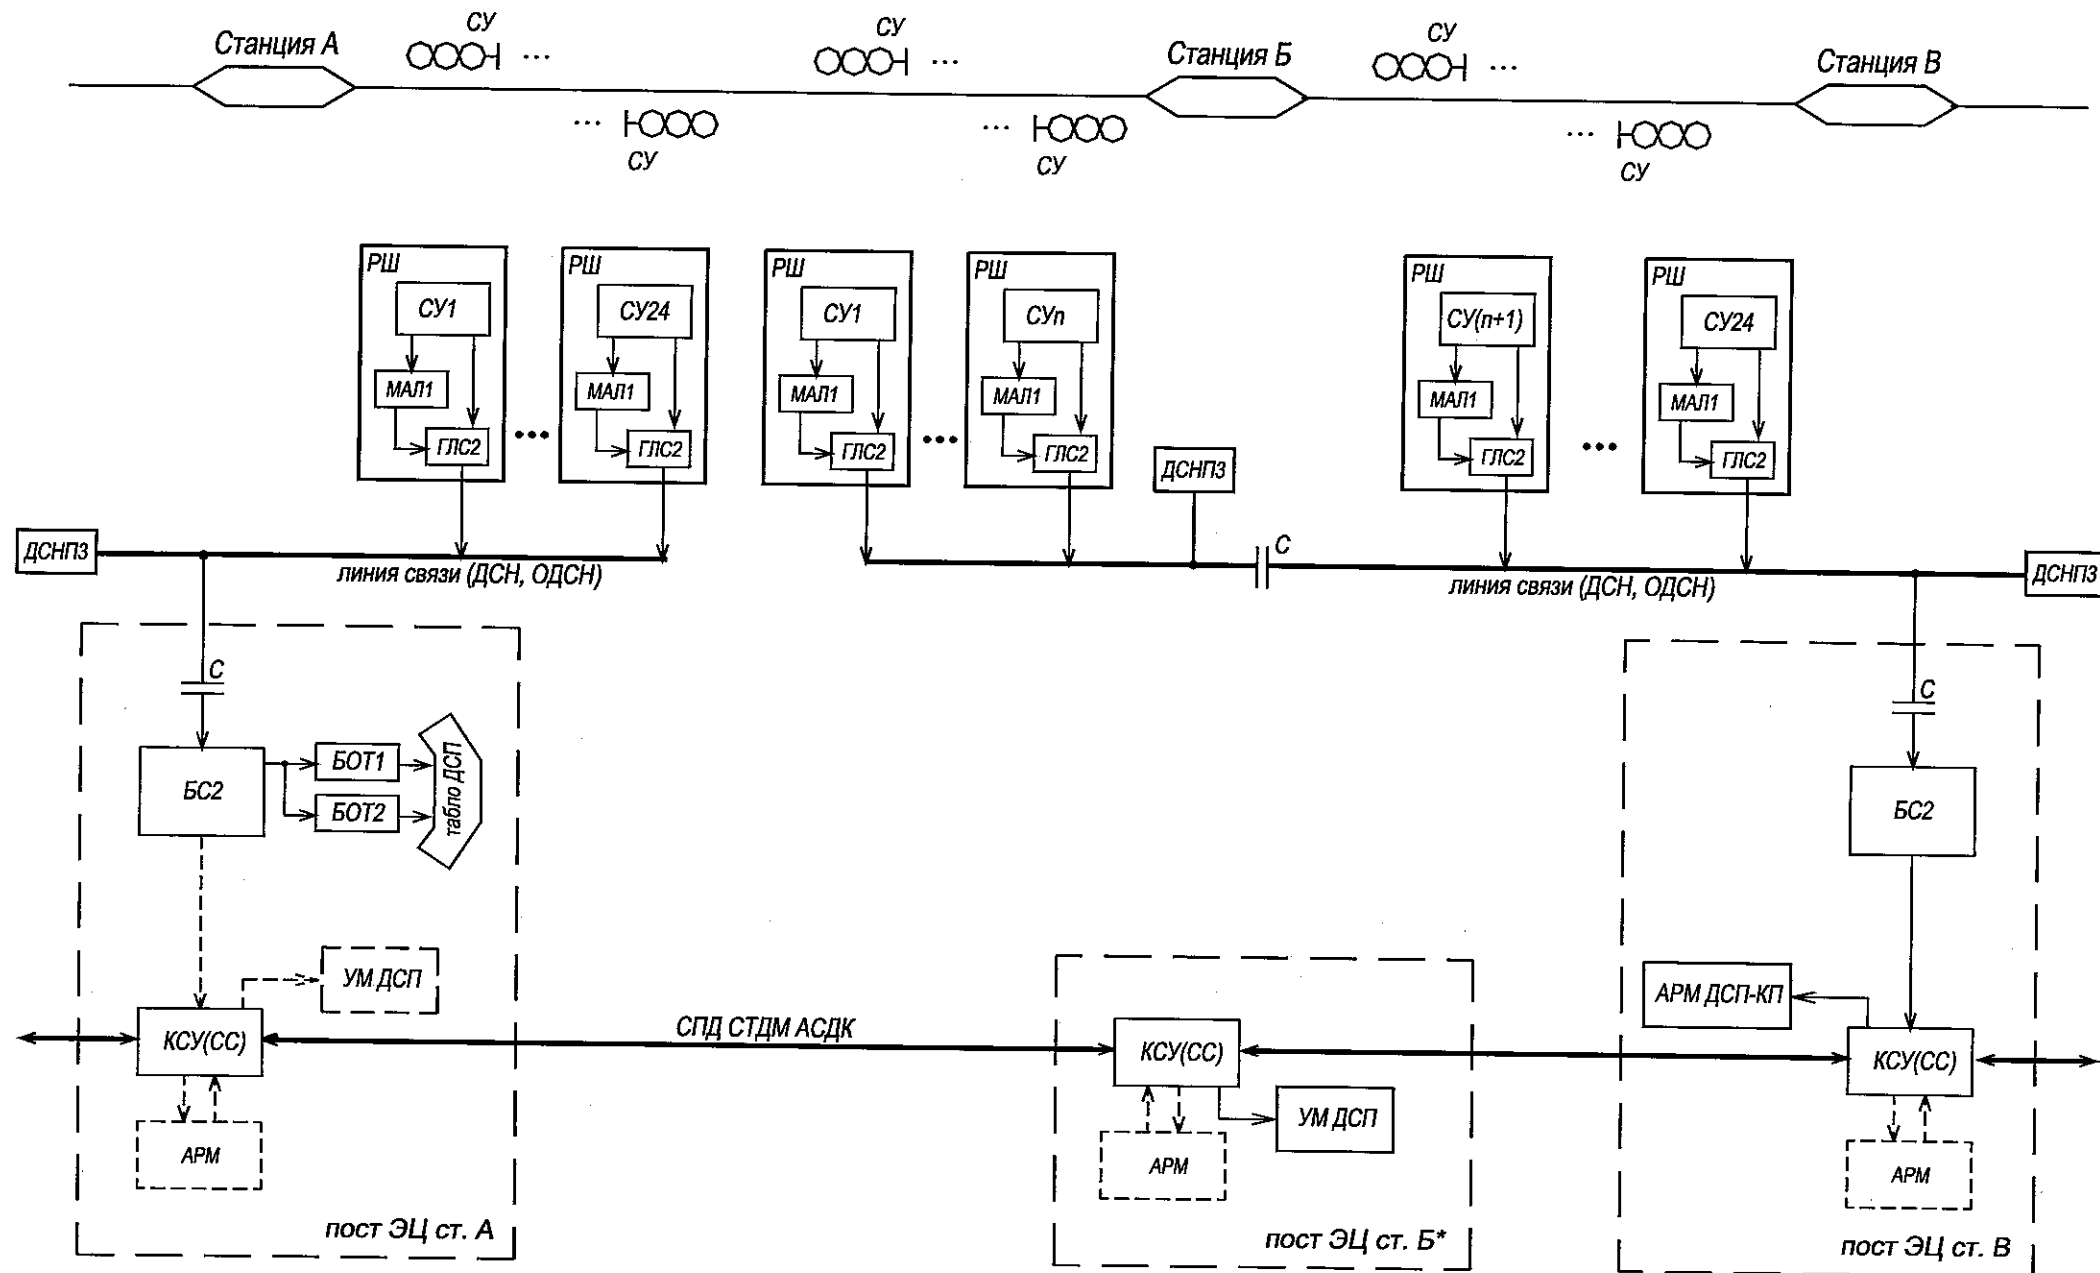 СУ
СУ
СУ
Станция А
...
...
Станция Б
...
Станция В
...
...
...
СУ
СУ
СУ
РШ
РШ
РШ
РШ
РШ
РШ
СУ1
СУ24
СУ1
СУn
СУ(n+1)
СУ24
МАЛ1
МАЛ1
МАЛ1
МАЛ1
МАЛ1
МАЛ1
ГЛС2
...
ГЛС2
ГЛС2
...
ГЛС2
ГЛС2
...
ГЛС2
ДСНП3
ДСНП3
С
ДСНП3
линия связи (ДСН, ОДСН)
линия связи (ДСН, ОДСН)
С
С
БС2
БОТ1
БОТ2
табло ДСП
БС2
УМ ДСП
АРМ ДСП-КП
КСУ(СС)
СПД СТДМ АСДК
КСУ(СС)
КСУ(СС)
УМ ДСП
АРМ
АРМ
АРМ
пост ЭЦ ст. А
пост ЭЦ ст. Б*
пост ЭЦ ст. В